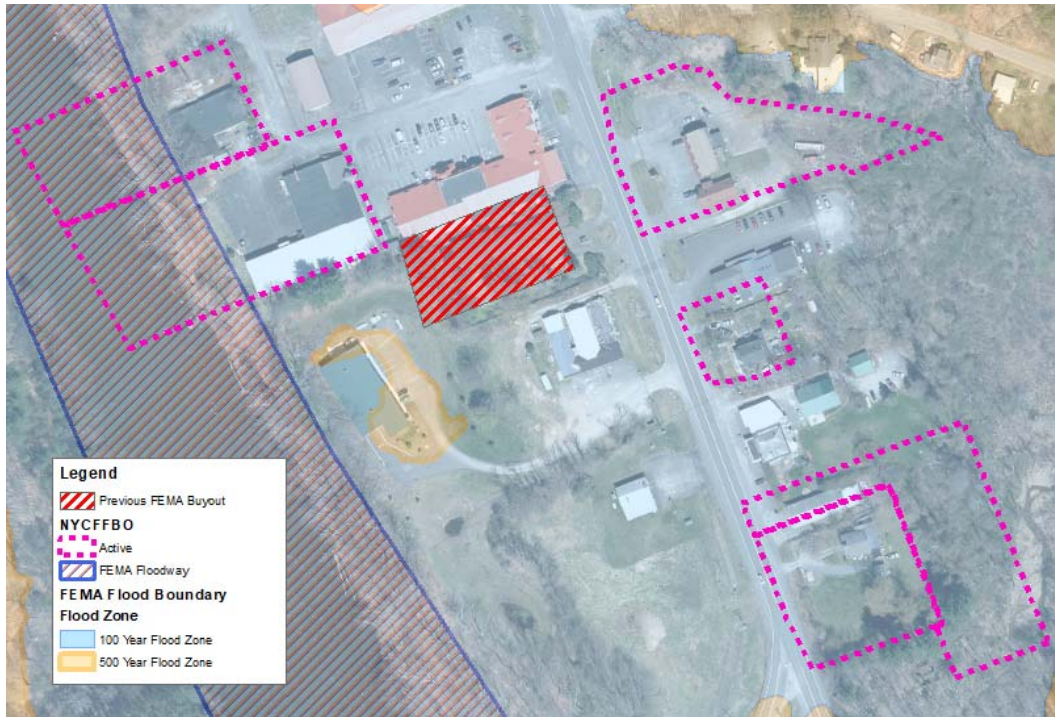 Legend
Previous FEMA Buyout
NYCFFBO
Active
FEMA Floodway
FEMA Flood Boundary
Flood Zone
100 Year Flood Zone
500 Year Flood Zone